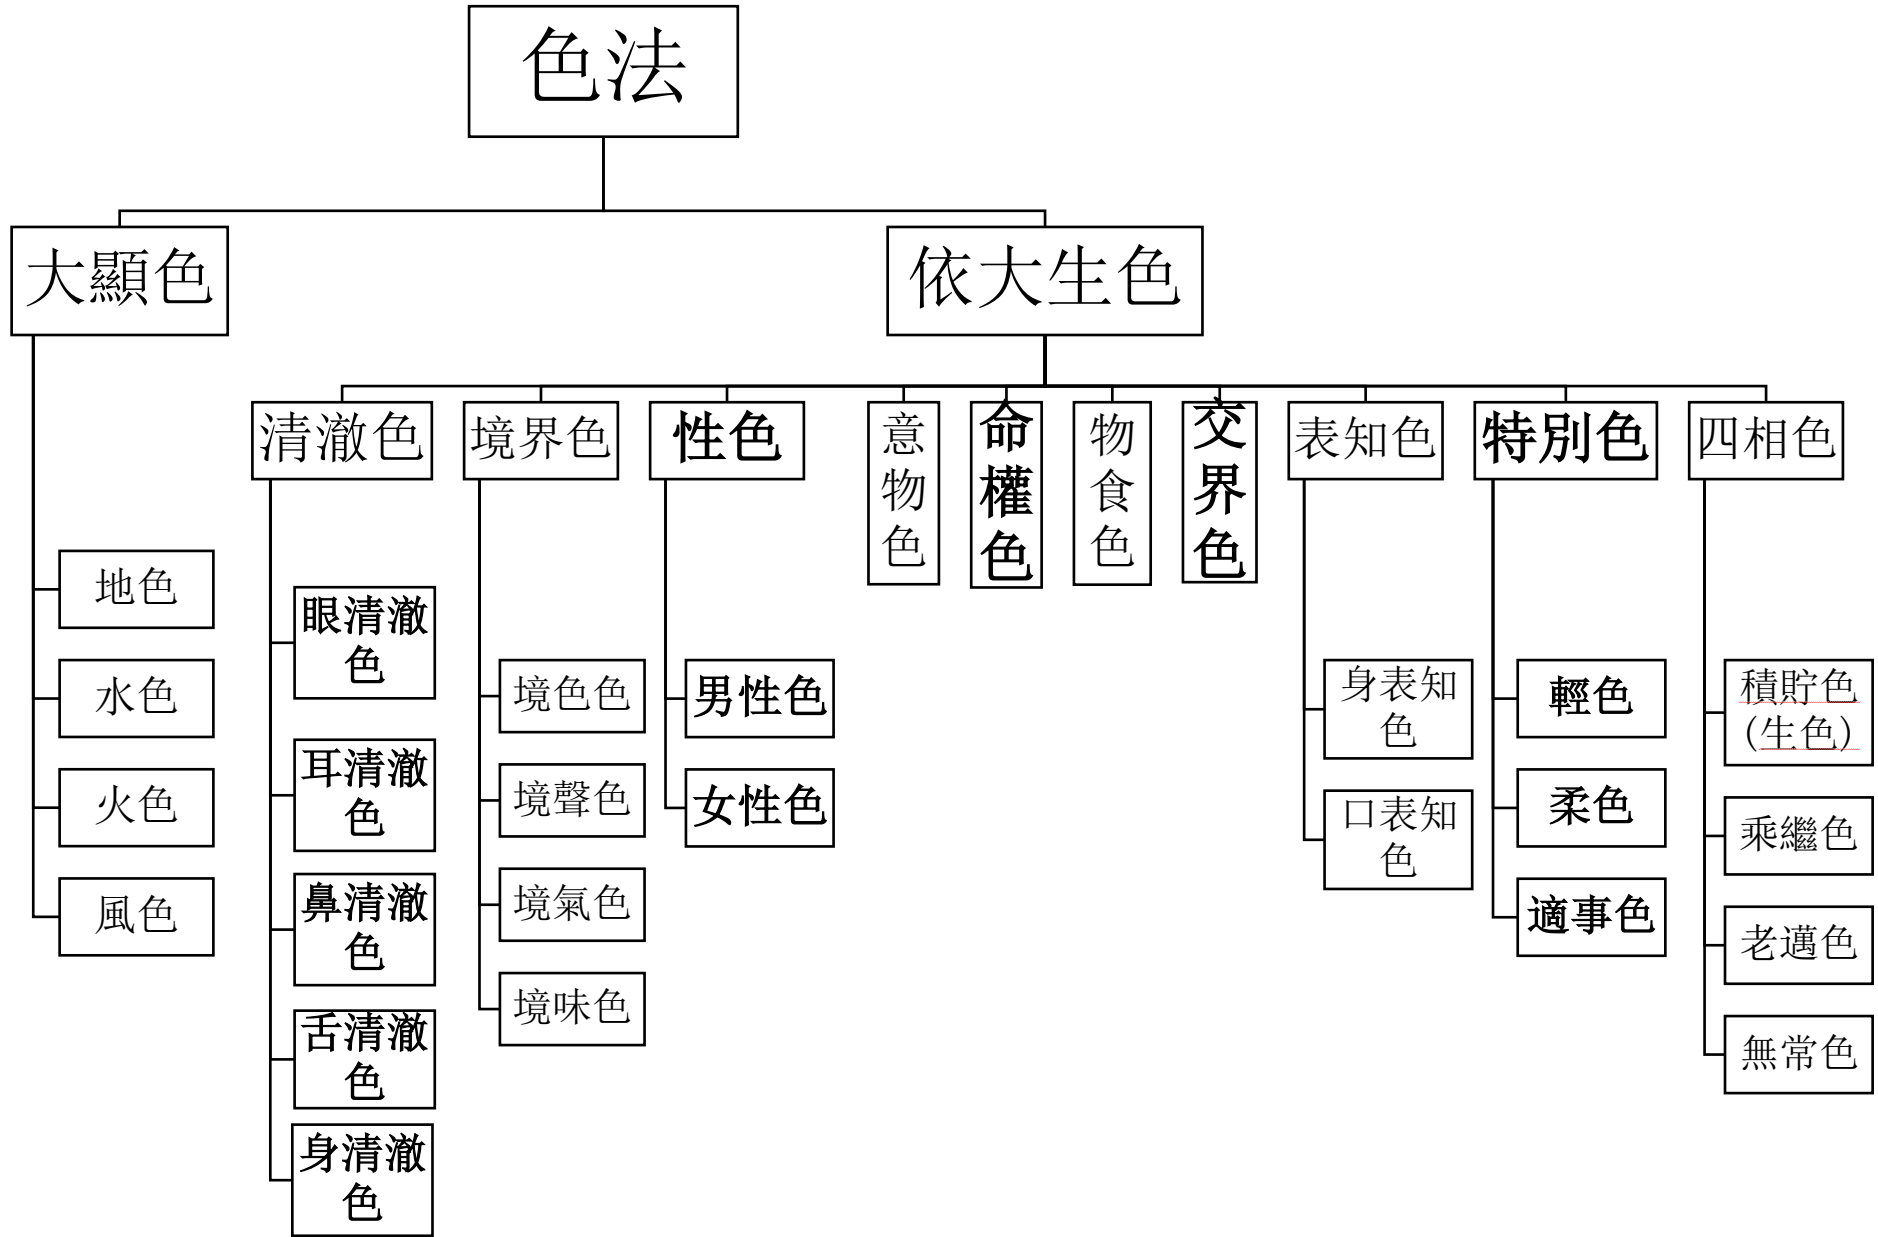 色法
大顯色
依大生色
清澈色
境界色
性色
意
物
色
命
權
色
物
食
色
交
界
色
表知色
特別色
四相色
地色
水色
火色
風色
眼清澈
色
耳清澈
色
鼻清澈
色
舌清澈
色
身清澈
色
境色色
境聲色
境氣色
境味色
男性色
女性色
身表知
色
口表知
色
輕色
柔色
適事色
積貯色
（生色）
乘繼色
老邁色
無常色